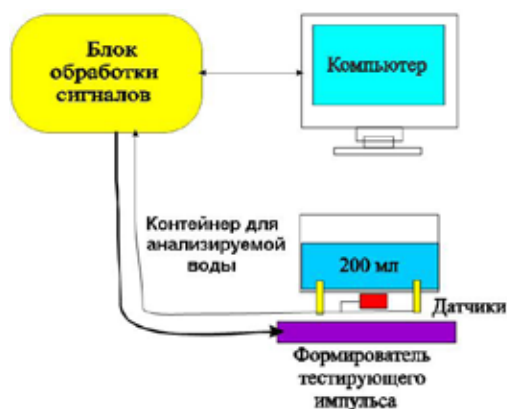 Блок
обработки
сигналов
Компьютер
Контейнер для
анализируемой
воды
200 мл
Датчики
Формирователь
тестирующего
импульса